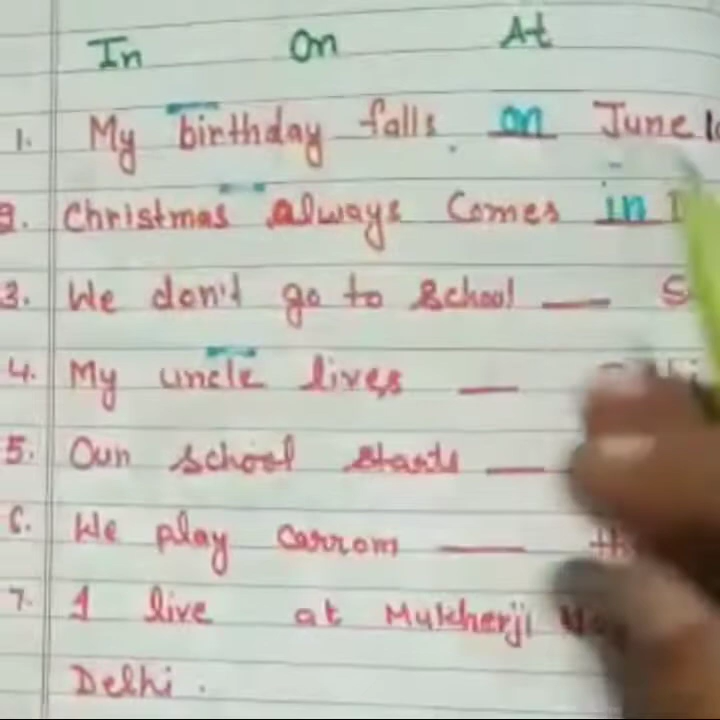 In On At
1. My birthday falls on June
2. Christmas always Comes in
3. We don't go to School ___
4. My uncle lives ___
5. Our school starts ___
6. We play Carrom ___
7. I live at Mukherji
Delhi.